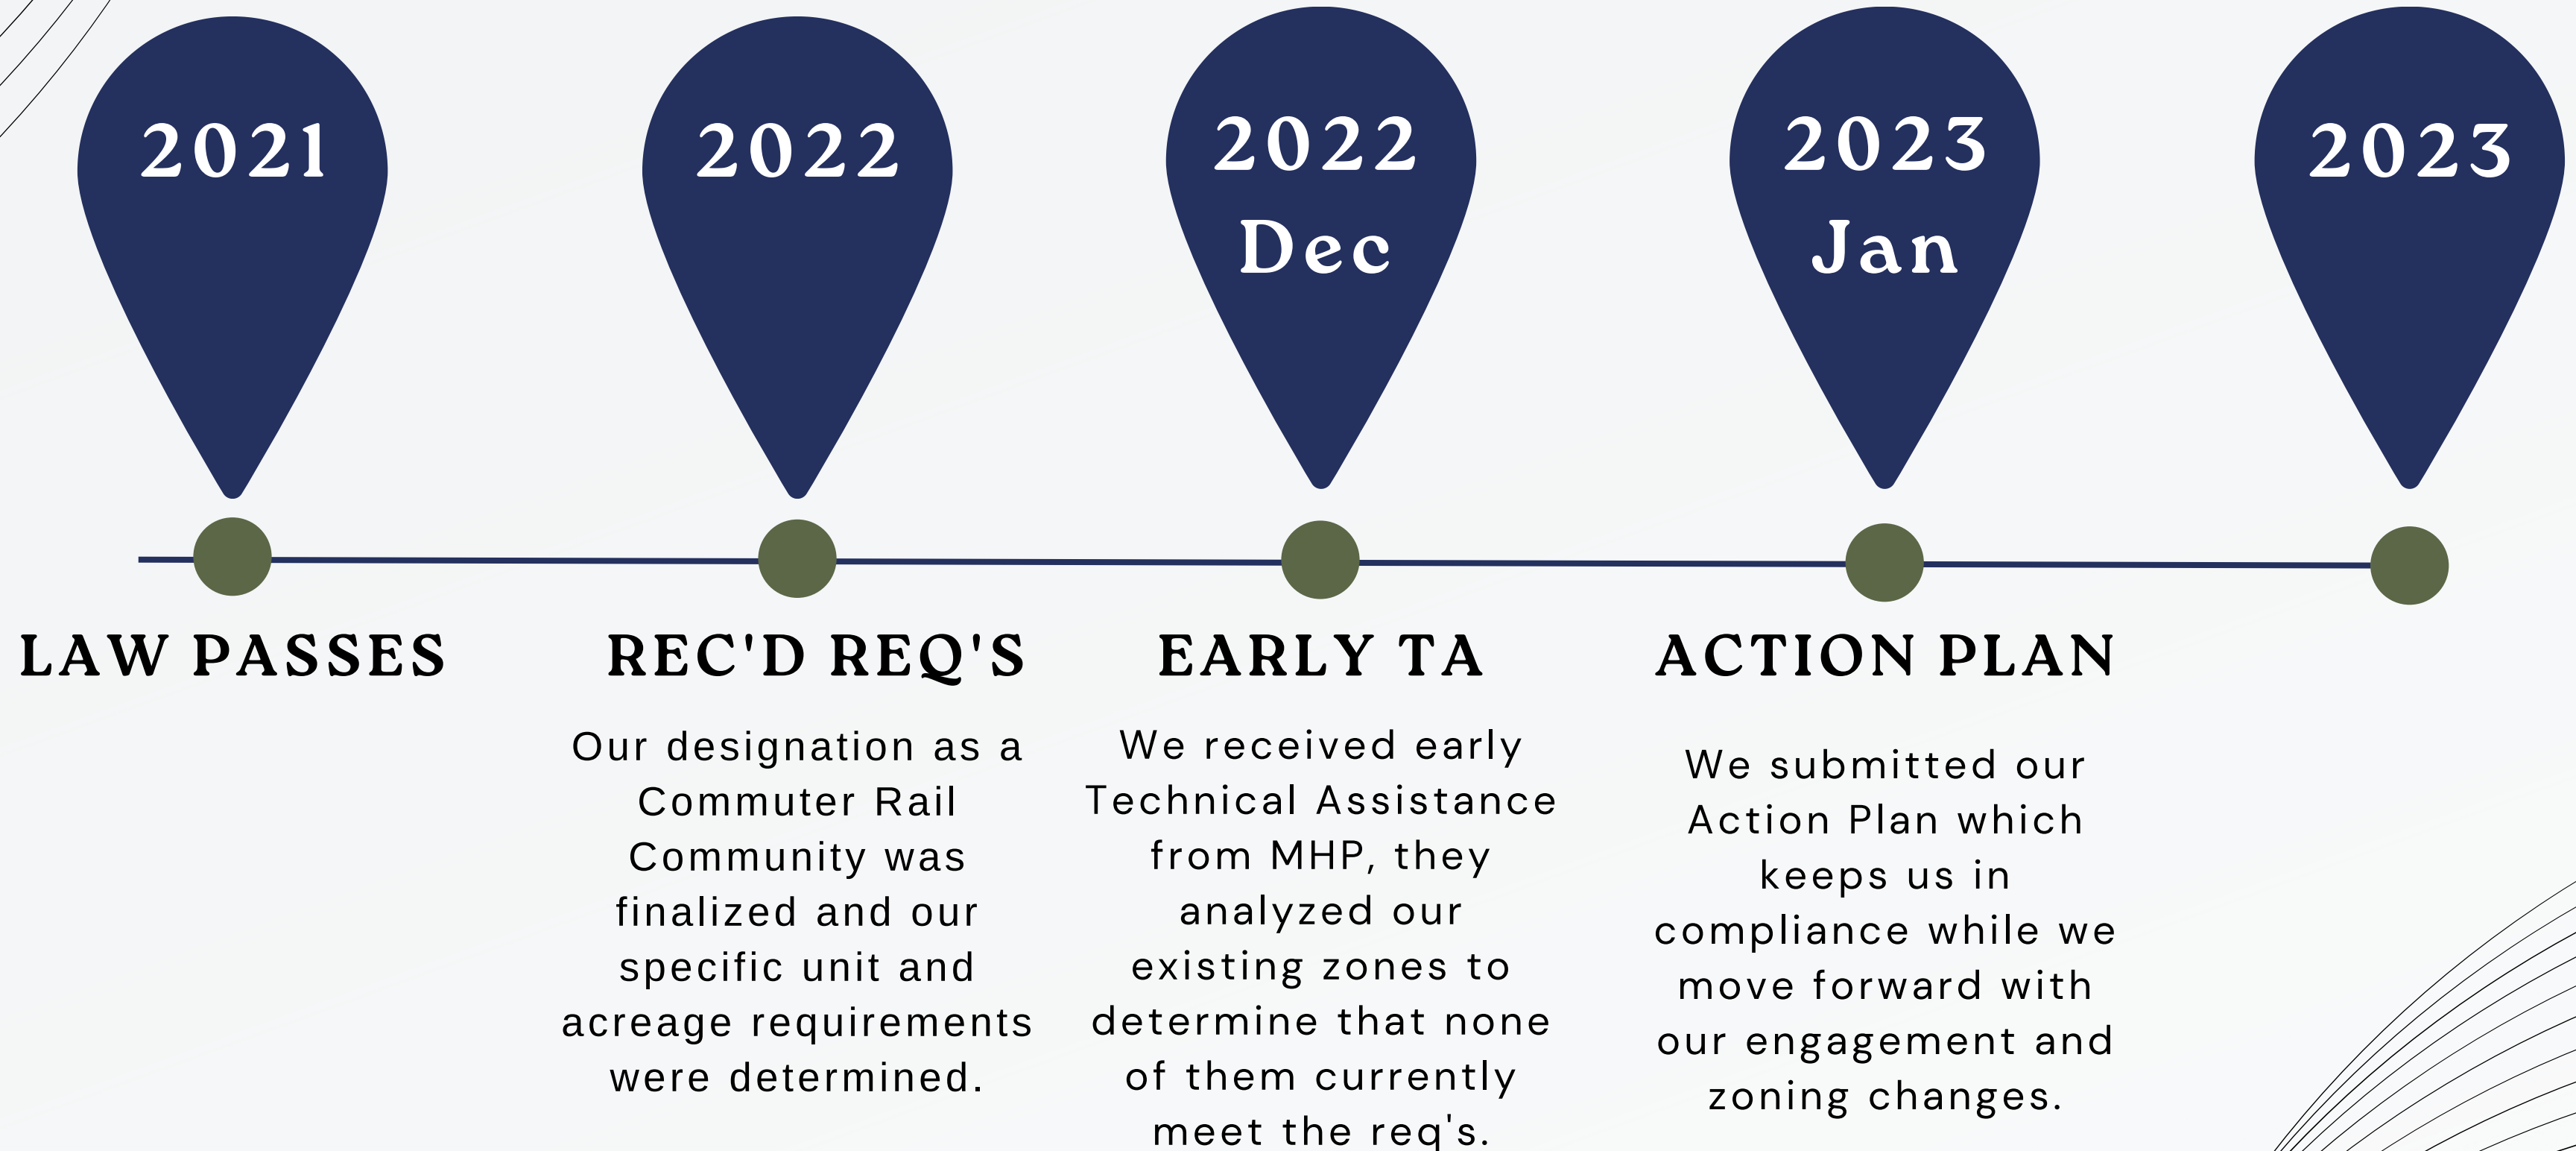 2021
2022
2022
Dec
2023
Jan
2023
LAW PASSES
REC'D REQ'S
Our designation as a
Commuter Rail
Community was
finalized and our
specific unit and
acreage requirements
were determined.
EARLY TA
We received early
Technical Assistance
from MHP, they
analyzed our
existing zones to
determine that none
of them currently
meet the req's.
ACTION PLAN
We submitted our
Action Plan which
keeps us in
compliance while we
move forward with
our engagement and
zoning changes.